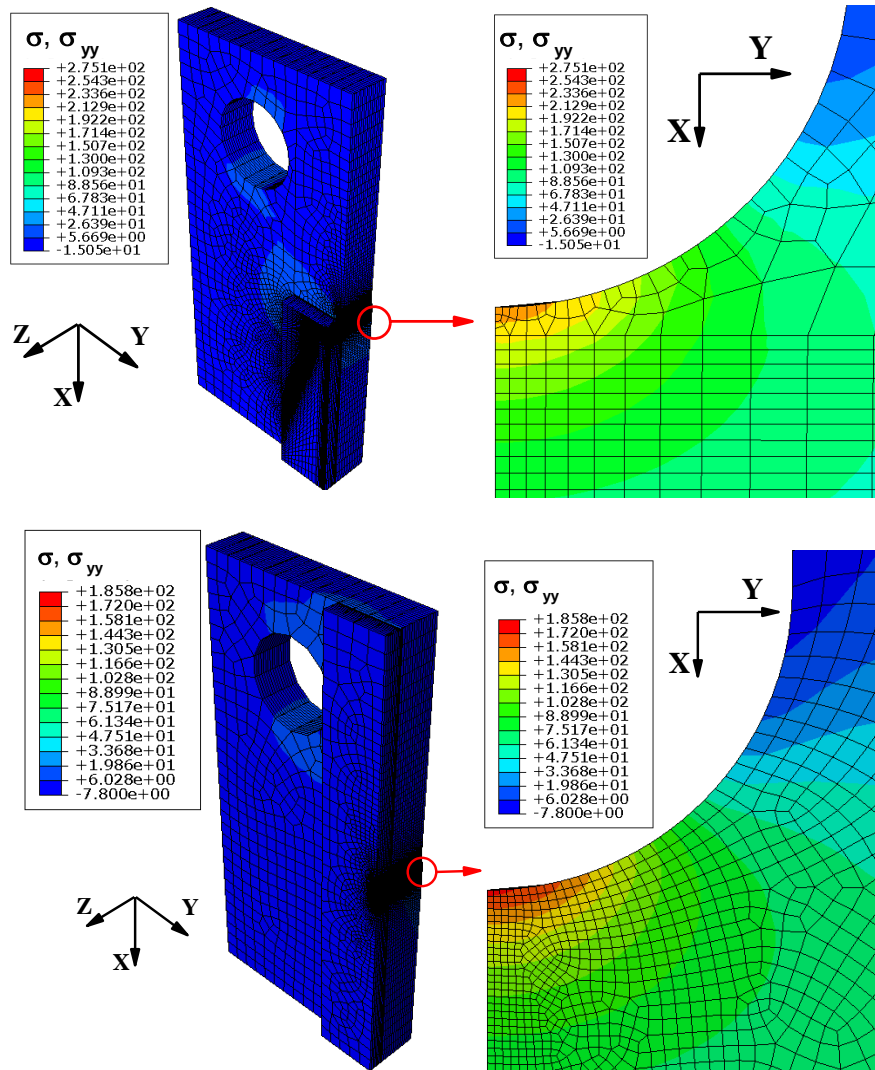 σ, σyy
+2.751e+02
+2.543e+02
+2.336e+02
+2.129e+02
+1.922e+02
+1.714e+02
+1.507e+02
+1.300e+02
+1.093e+02
+8.856e+01
+6.783e+01
+4.711e+01
+2.639e+01
+5.669e+00
-1.505e+01
Z
Y
X
σ, σyy
+2.751e+02
+2.543e+02
+2.336e+02
+2.129e+02
+1.922e+02
+1.714e+02
+1.507e+02
+1.300e+02
+1.093e+02
+8.856e+01
+6.783e+01
+4.711e+01
+2.639e+01
+5.669e+00
-1.505e+01
Y
X
σ, σyy
+1.858e+02
+1.720e+02
+1.581e+02
+1.443e+02
+1.305e+02
+1.166e+02
+1.028e+02
+8.899e+01
+7.517e+01
+6.134e+01
+4.751e+01
+3.368e+01
+1.986e+01
+6.028e+00
-7.800e+00
Z
Y
X
σ, σyy
+1.858e+02
+1.720e+02
+1.581e+02
+1.443e+02
+1.305e+02
+1.166e+02
+1.028e+02
+8.899e+01
+7.517e+01
+6.134e+01
+4.751e+01
+3.368e+01
+1.986e+01
+6.028e+00
-7.800e+00
Y
X